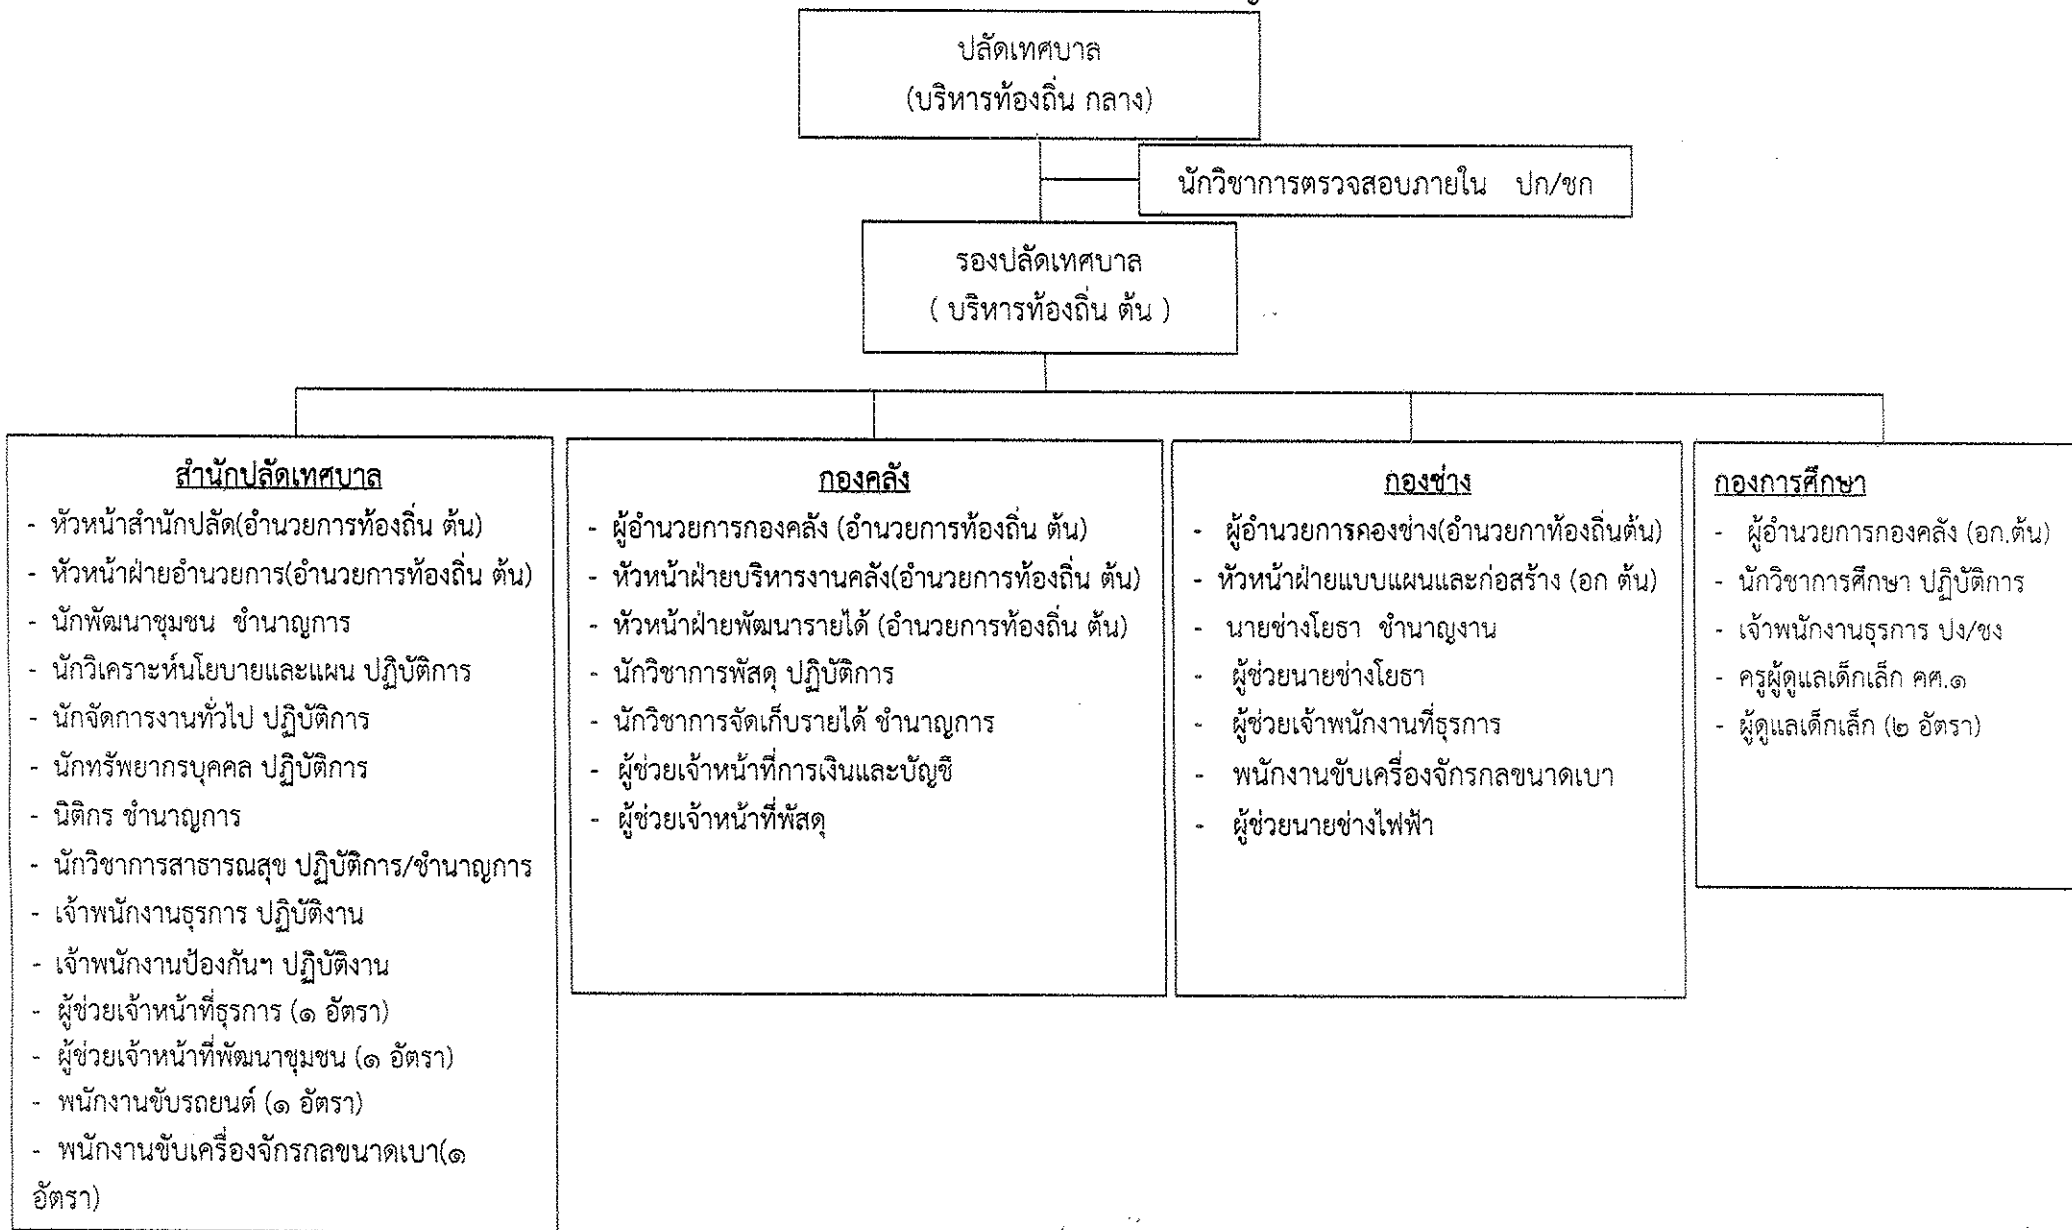 ปลัดเทศบาล
(บริหารท้องถิ่น กลาง)
นักวิชาการตรวจสอบภายใน ปก/ชก
รองปลัดเทศบาล
( บริหารท้องถิ่น ต้น )
สำนักปลัดเทศบาล
- หัวหน้าสำนักปลัด(อำนวยการท้องถิ่น ต้น)
- หัวหน้าฝ่ายอำนวยการ(อำนวยการท้องถิ่น ต้น)
- นักพัฒนาชุมชน ชำนาญการ
- นักวิเคราะห์นโยบายและแผน ปฏิบัติการ
- นักจัดการงานทั่วไป ปฏิบัติการ
- นักทรัพยากรบุคคล ปฏิบัติการ
- นิติกร ชำนาญการ
- นักวิชาการสาธารณสุข ปฏิบัติการ/ชำนาญการ
- เจ้าพนักงานธุรการ ปฏิบัติงาน
- เจ้าพนักงานป้องกันฯ ปฏิบัติงาน
- ผู้ช่วยเจ้าหน้าที่ธุรการ (๑ อัตรา)
- ผู้ช่วยเจ้าหน้าที่พัฒนาชุมชน (๑ อัตรา)
- พนักงานขับรถยนต์ (๑ อัตรา)
- พนักงานขับเครื่องจักรกลขนาดเบา(๑
อัตรา)
กองคลัง
- ผู้อำนวยการกองคลัง (อำนวยการท้องถิ่น ต้น)
- หัวหน้าฝ่ายบริหารงานคลัง(อำนวยการท้องถิ่น ต้น)
- หัวหน้าฝ่ายพัฒนารายได้ (อำนวยการท้องถิ่น ต้น)
- นักวิชาการพัสดุ ปฏิบัติการ
- นักวิชาการจัดเก็บรายได้ ชำนาญการ
- ผู้ช่วยเจ้าหน้าที่การเงินและบัญชี
- ผู้ช่วยเจ้าหน้าที่พัสดุ
กองช่าง
- ผู้อำนวยการกองช่าง(อำนวยกาท้องถิ่นต้น)
- หัวหน้าฝ่ายแบบแผนและก่อสร้าง (อก ต้น)
- นายช่างโยธา ชำนาญงาน
- ผู้ช่วยนายช่างโยธา
- ผู้ช่วยเจ้าพนักงานที่ธุรการ
- พนักงานขับเครื่องจักรกลขนาดเบา
- ผู้ช่วยนายช่างไฟฟ้า
กองการศึกษา
- ผู้อำนวยการกองคลัง (อก.ต้น)
- นักวิชาการศึกษา ปฏิบัติการ
- เจ้าพนักงานธุรการ ปง/ชง
- ครูผู้ดูแลเด็กเล็ก คศ.๑
- ผู้ดูแลเด็กเล็ก (๒ อัตรา)